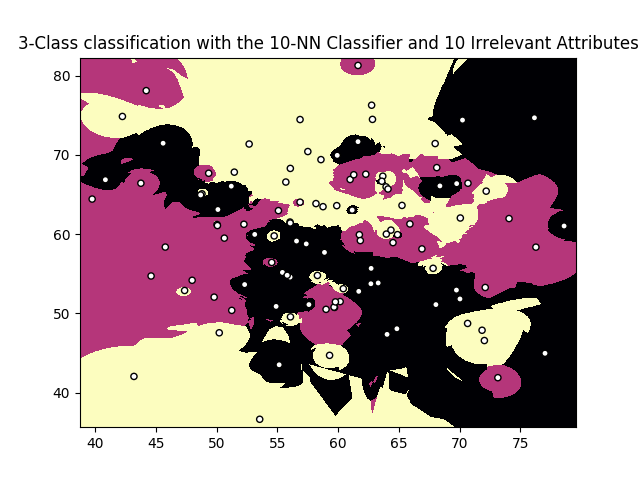 3-Class classification with the 10-NN Classifier and 10 Irrelevant Attributes
80
70
60
50
40
40 45 50 55 60 65 70 75